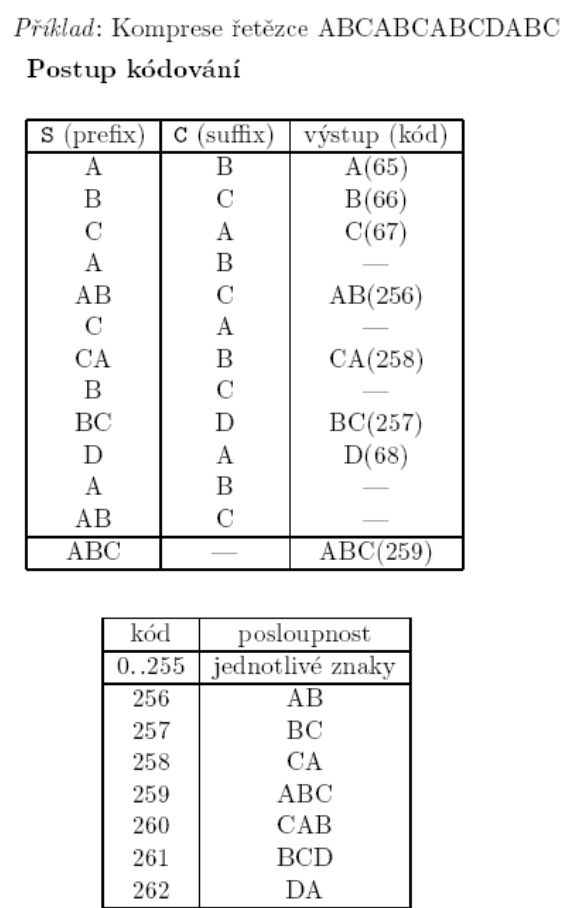 Příklad: Komprese řetězce ABCABCABCDABC
Postup kódování
S (prefix) C (suffix) výstup (kód)
A B A(65)
B C B(66)
C A C(67)
A B —
AB C AB(256)
C A —
CA B CA(258)
B C —
BC D BC(257)
D A D(68)
A B —
AB C —
ABC — ABC(259)
kód posloupnost
0..255 jednotlivé znaky
256 AB
257 BC
258 CA
259 ABC
260 CAB
261 BCD
262 DA